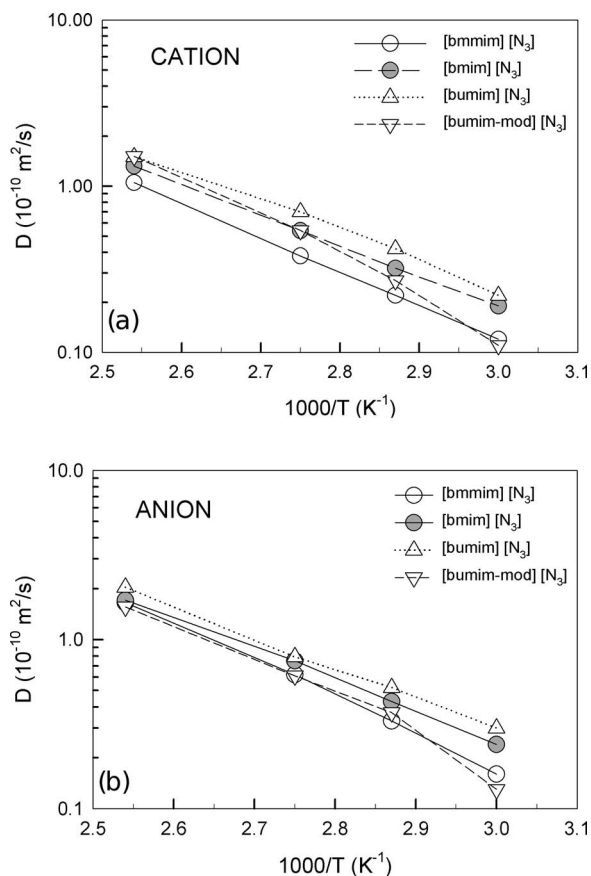 10.00
CATION
[bmmim] [N₃]
[bmim] [N₃]
[bumim] [N₃]
[bumim-mod] [N₃]
D (10⁻¹⁰ m²/s)
1.00
(a)
0.10
2.5 2.6 2.7 2.8 2.9 3.0 3.1
1000/T (K⁻¹)
10.0
ANION
[bmmim] [N₃]
[bmim] [N₃]
[bumim] [N₃]
[bumim-mod] [N₃]
D (10⁻¹⁰ m²/s)
1.0
(b)
0.1
2.5 2.6 2.7 2.8 2.9 3.0 3.1
1000/T (K⁻¹)